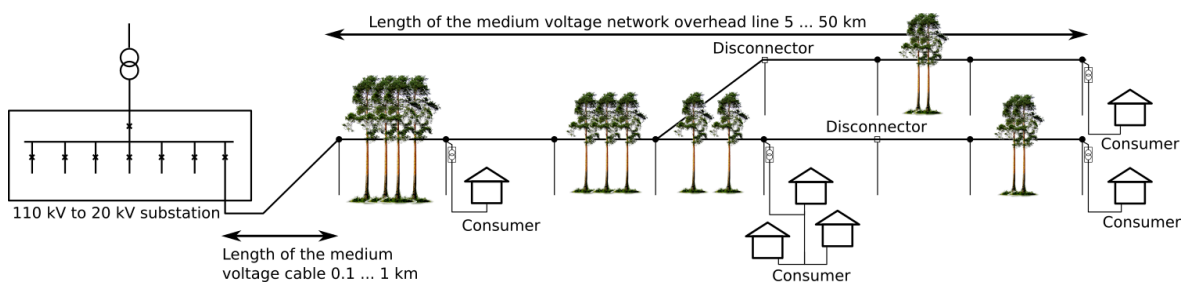 Length of the medium voltage network overhead line 5 ... 50 km
Disconnector
Disconnector
Consumer
110 kV to 20 kV substation
Consumer
Consumer
Length of the medium
voltage cable 0.1 ... 1 km
Consumer